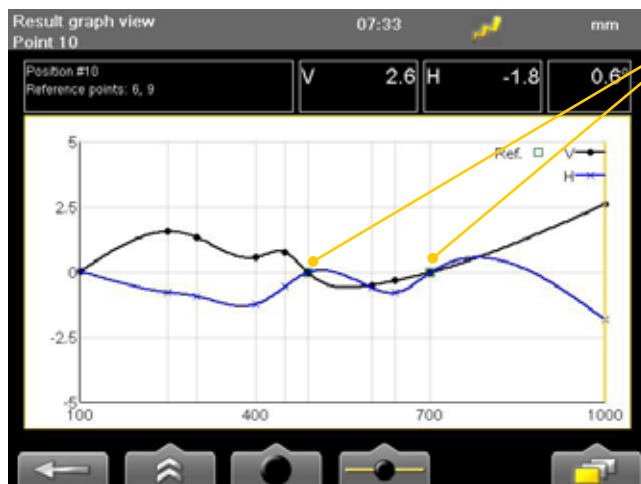 Result graph view 07:33 mm
Point 10
Position #10
Reference points: 6, 9
V 2.6 H -1.8 0.6°
Ref. V
H
5
2.5
0
-2.5
-5
100 400 700 1000